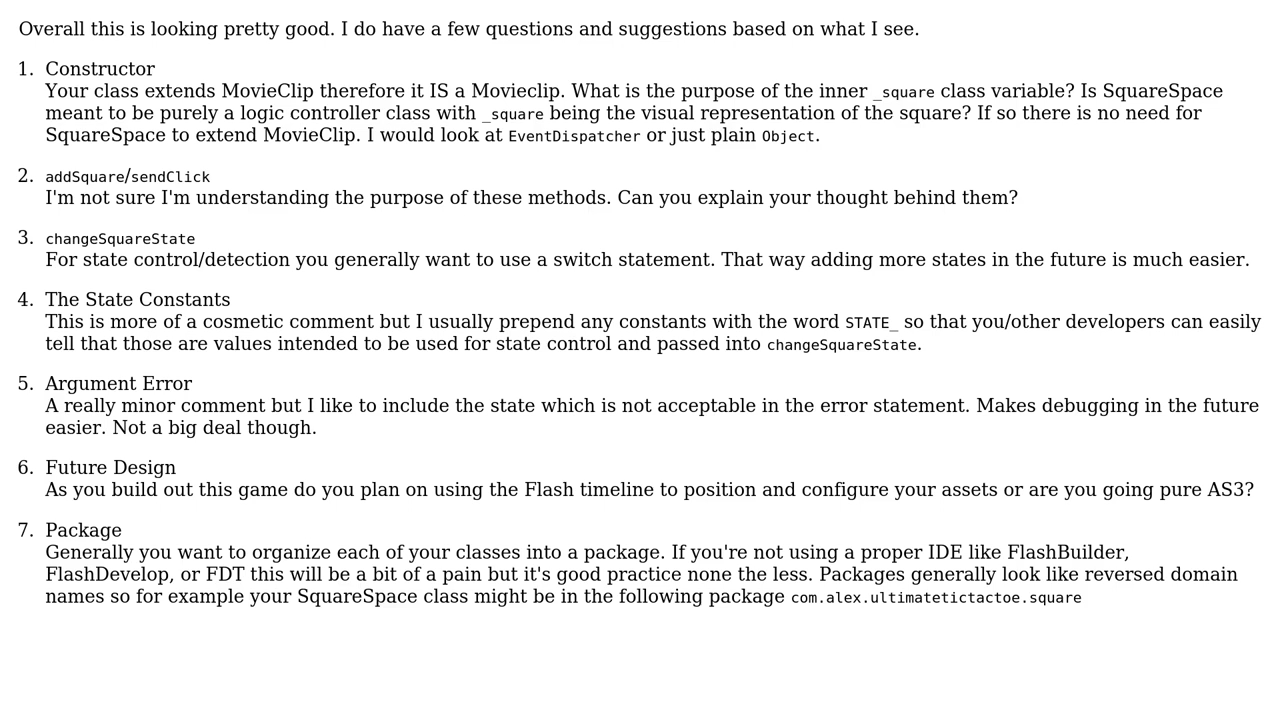 Overall this is looking pretty good. I do have a few questions and suggestions based on what I see.
1. Constructor
Your class extends MovieClip therefore it IS a Movieclip. What is the purpose of the inner _square class variable? Is SquareSpace
meant to be purely a logic controller class with _square being the visual representation of the square? If so there is no need for
SquareSpace to extend MovieClip. I would look at EventDispatcher or just plain Object.
2. addSquare/sendClick
I'm not sure I'm understanding the purpose of these methods. Can you explain your thought behind them?
3. changeSquareState
For state control/detection you generally want to use a switch statement. That way adding more states in the future is much easier.
4. The State Constants
This is more of a cosmetic comment but I usually prepend any constants with the word STATE_ so that you/other developers can easily
tell that those are values intended to be used for state control and passed into changeSquareState.
5. Argument Error
A really minor comment but I like to include the state which is not acceptable in the error statement. Makes debugging in the future
easier. Not a big deal though.
6. Future Design
As you build out this game do you plan on using the Flash timeline to position and configure your assets or are you going pure AS3?
7. Package
Generally you want to organize each of your classes into a package. If you're not using a proper IDE like FlashBuilder,
FlashDevelop, or FDT this will be a bit of a pain but it's good practice none the less. Packages generally look like reversed domain
names so for example your SquareSpace class might be in the following package com.alex.ultimatetictactoe.square